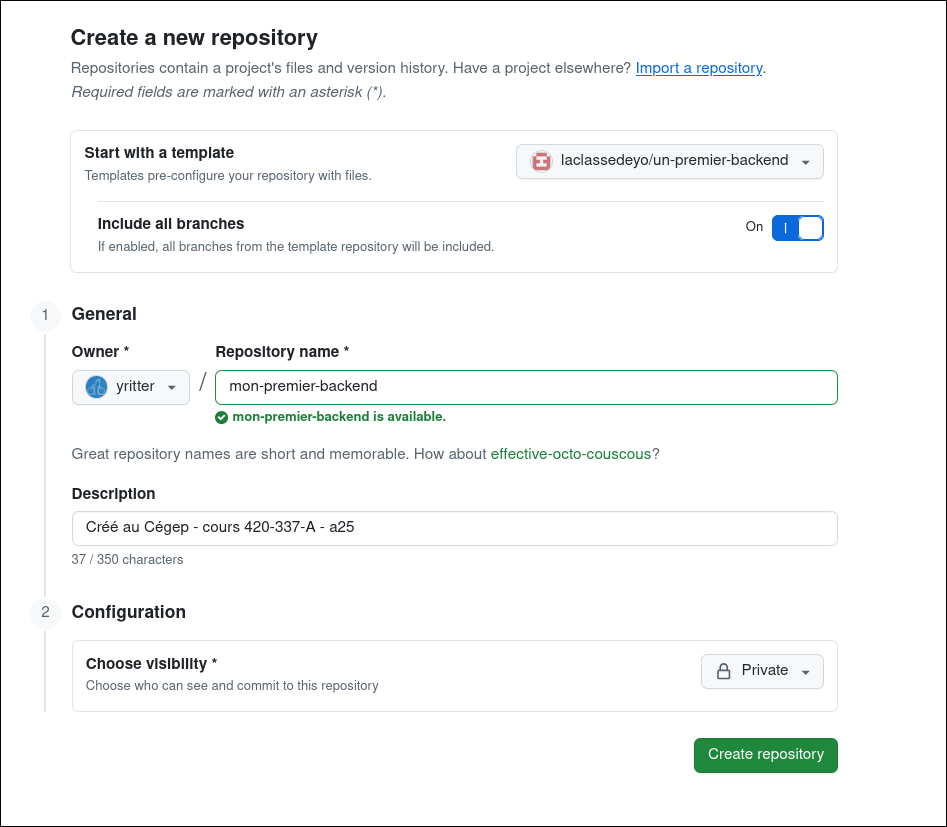 Create a new repository
Repositories contain a project's files and version history. Have a project elsewhere? Import a repository.
Required fields are marked with an asterisk (*).
Start with a template
Templates pre-configure your repository with files.
laclassedeyo/un-premier-backend
Include all branches
If enabled, all branches from the template repository will be included.
On
1
General
Owner *
Repository name *
yritter
/
mon-premier-backend
mon-premier-backend is available.
Great repository names are short and memorable. How about effective-octo-couscous?
Description
Créé au Cégep - cours 420-337-A - a25
37 / 350 characters
2
Configuration
Choose visibility *
Choose who can see and commit to this repository
Private
Create repository